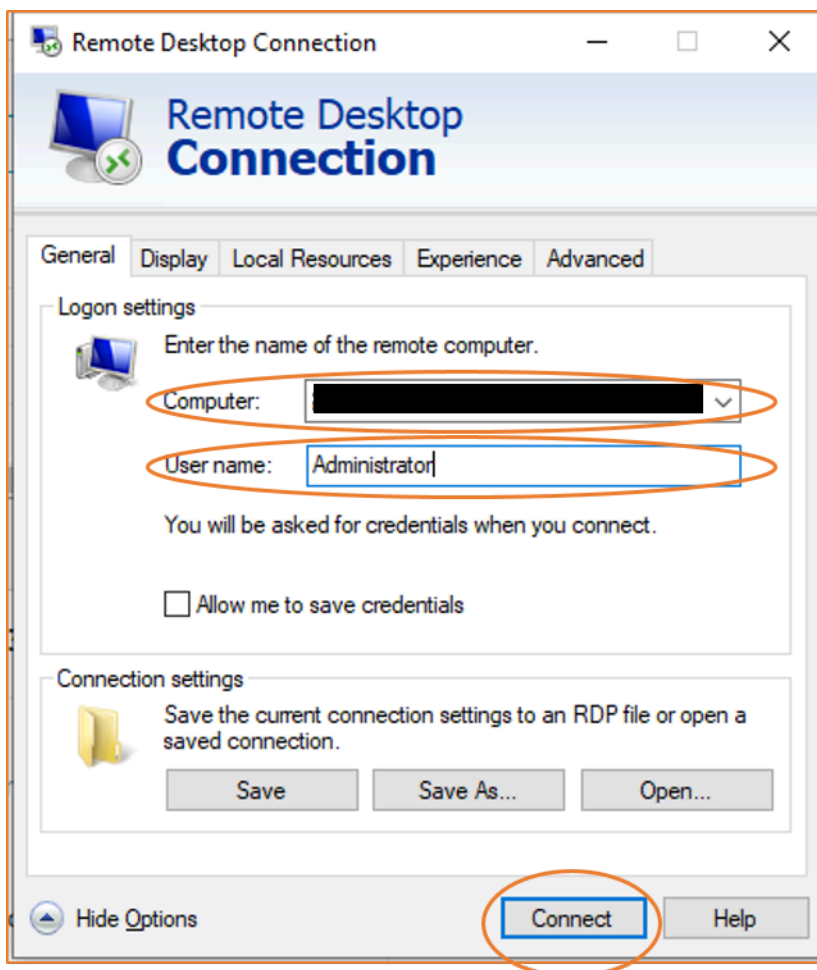 Remote Desktop Connection
Remote Desktop
Connection
General Display Local Resources Experience Advanced
Logon settings
Enter the name of the remote computer.
Computer:
User name: Administrator
You will be asked for credentials when you connect.
Allow me to save credentials
Connection settings
Save the current connection settings to an RDP file or open a
saved connection.
Save Save As... Open...
Hide Options Connect Help